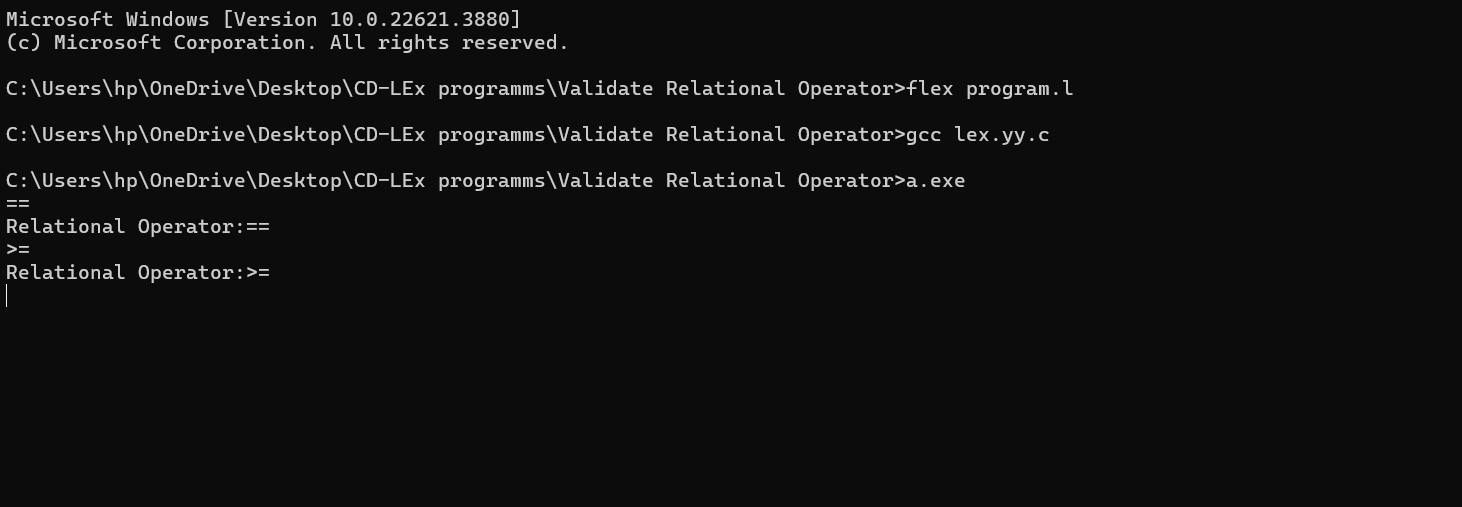 Microsoft Windows [Version 10.0.22621.3880]
(c) Microsoft Corporation. All rights reserved.
C:\Users\hp\OneDrive\Desktop\CD-LEx programms\Validate Relational Operator>flex program.l
C:\Users\hp\OneDrive\Desktop\CD-LEx programms\Validate Relational Operator>gcc lex.yy.c
C:\Users\hp\OneDrive\Desktop\CD-LEx programms\Validate Relational Operator>a.exe
==
Relational Operator:==
>=
Relational Operator:>=